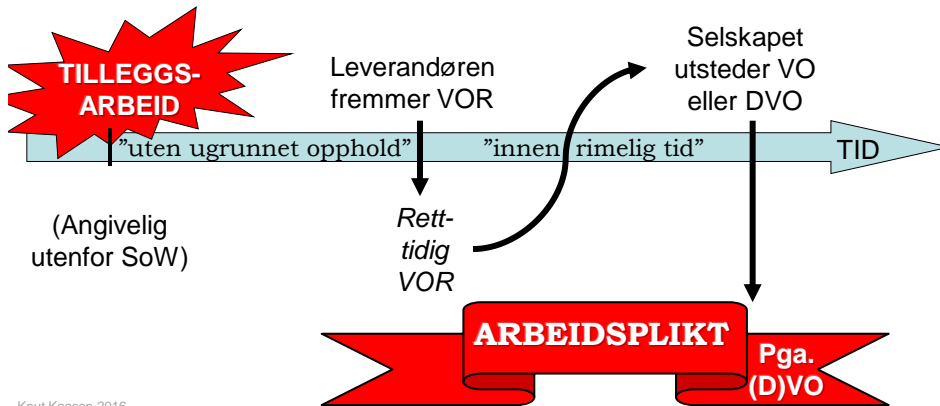 TILLEGGS-
ARBEID
Leverandøren
fremmer VOR
Selskapet
utsteder VO
eller DVO
”uten ugrunnet opphold”
”innen rimelig tid”
TID
(Angivelig
utenfor SoW)
Rett-
tidig
VOR
ARBEIDSPLIKT
Pga.
(D)VO